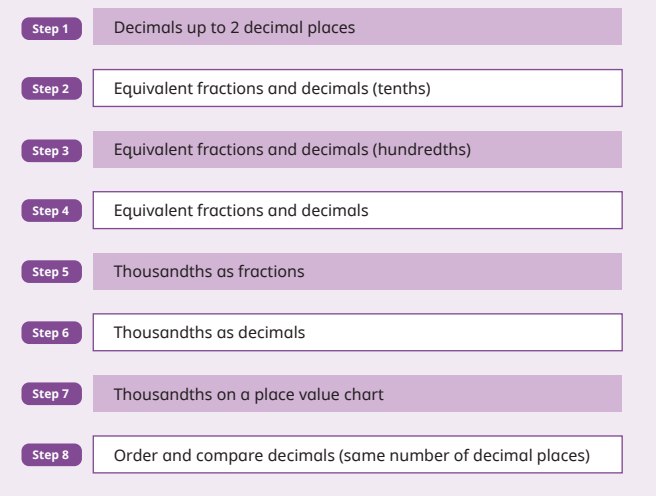 Step 1 Decimals up to 2 decimal places
Step 2 Equivalent fractions and decimals (tenths)
Step 3 Equivalent fractions and decimals (hundredths)
Step 4 Equivalent fractions and decimals
Step 5 Thousandths as fractions
Step 6 Thousandths as decimals
Step 7 Thousandths on a place value chart
Step 8 Order and compare decimals (same number of decimal places)